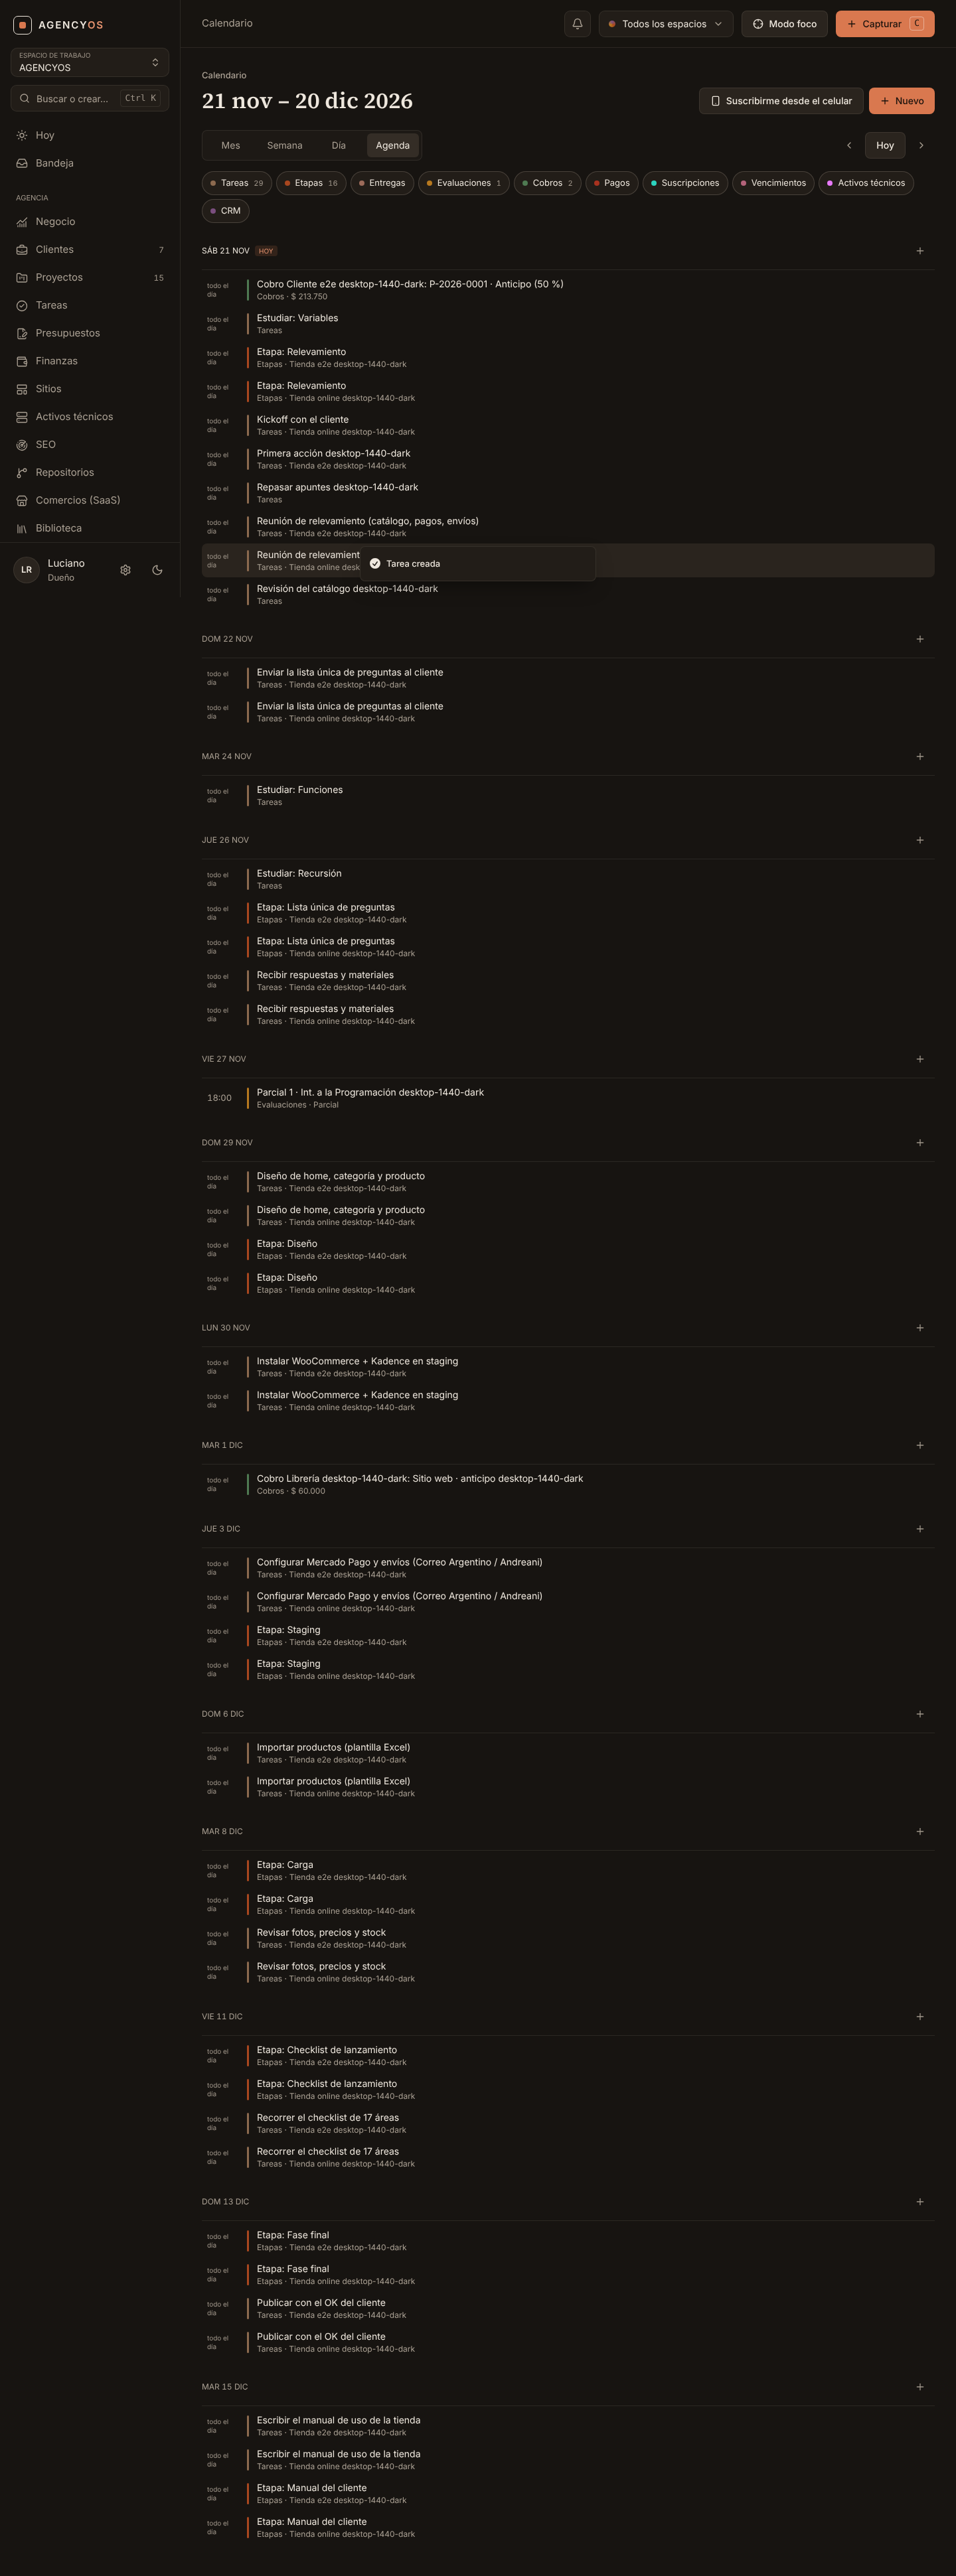 AGENCYOS
ESPACIO DE TRABAJO
AGENCYOS
Buscar o crear... Ctrl K
Hoy
Bandeja
AGENCIA
Negocio
Clientes 7
Proyectos 15
Tareas
Presupuestos
Finanzas
Sitios
Activos técnicos
SEO
Repositorios
Comercios (SaaS)
Biblioteca
LR Luciano
Dueño
Calendario
Todos los espacios
Modo foco
Capturar C
Calendario
21 nov – 20 dic 2026
Suscribirme desde el celular
Nuevo
Mes Semana Día Agenda
Hoy
Tareas 29 Etapas 16 Entregas Evaluaciones 1 Cobros 2 Pagos Suscripciones Vencimientos Activos técnicos
CRM
SÁB 21 NOV HOY
todo el día
Cobro Cliente e2e desktop-1440-dark: P-2026-0001 · Anticipo (50 %)
Cobros · $ 213.750
todo el día
Estudiar: Variables
Tareas
todo el día
Etapa: Relevamiento
Etapas · Tienda e2e desktop-1440-dark
todo el día
Etapa: Relevamiento
Etapas · Tienda online desktop-1440-dark
todo el día
Kickoff con el cliente
Tareas · Tienda online desktop-1440-dark
todo el día
Primera acción desktop-1440-dark
Tareas · Tienda e2e desktop-1440-dark
todo el día
Repasar apuntes desktop-1440-dark
Tareas
todo el día
Reunión de relevamiento (catálogo, pagos, envíos)
Tareas · Tienda e2e desktop-1440-dark
todo el día
Reunión de relevamient
Tareas · Tienda online desk
Tarea creada
todo el día
Revisión del catálogo desktop-1440-dark
Tareas
DOM 22 NOV
todo el día
Enviar la lista única de preguntas al cliente
Tareas · Tienda e2e desktop-1440-dark
todo el día
Enviar la lista única de preguntas al cliente
Tareas · Tienda online desktop-1440-dark
MAR 24 NOV
todo el día
Estudiar: Funciones
Tareas
JUE 26 NOV
todo el día
Estudiar: Recursión
Tareas
todo el día
Etapa: Lista única de preguntas
Etapas · Tienda e2e desktop-1440-dark
todo el día
Etapa: Lista única de preguntas
Etapas · Tienda online desktop-1440-dark
todo el día
Recibir respuestas y materiales
Tareas · Tienda e2e desktop-1440-dark
todo el día
Recibir respuestas y materiales
Tareas · Tienda online desktop-1440-dark
VIE 27 NOV
18:00
Parcial 1 · Int. a la Programación desktop-1440-dark
Evaluaciones · Parcial
DOM 29 NOV
todo el día
Diseño de home, categoría y producto
Tareas · Tienda e2e desktop-1440-dark
todo el día
Diseño de home, categoría y producto
Tareas · Tienda online desktop-1440-dark
todo el día
Etapa: Diseño
Etapas · Tienda e2e desktop-1440-dark
todo el día
Etapa: Diseño
Etapas · Tienda online desktop-1440-dark
LUN 30 NOV
todo el día
Instalar WooCommerce + Kadence en staging
Tareas · Tienda e2e desktop-1440-dark
todo el día
Instalar WooCommerce + Kadence en staging
Tareas · Tienda online desktop-1440-dark
MAR 1 DIC
todo el día
Cobro Librería desktop-1440-dark: Sitio web · anticipo desktop-1440-dark
Cobros · $ 60.000
JUE 3 DIC
todo el día
Configurar Mercado Pago y envíos (Correo Argentino / Andreani)
Tareas · Tienda e2e desktop-1440-dark
todo el día
Configurar Mercado Pago y envíos (Correo Argentino / Andreani)
Tareas · Tienda online desktop-1440-dark
todo el día
Etapa: Staging
Etapas · Tienda e2e desktop-1440-dark
todo el día
Etapa: Staging
Etapas · Tienda online desktop-1440-dark
DOM 6 DIC
todo el día
Importar productos (plantilla Excel)
Tareas · Tienda e2e desktop-1440-dark
todo el día
Importar productos (plantilla Excel)
Tareas · Tienda online desktop-1440-dark
MAR 8 DIC
todo el día
Etapa: Carga
Etapas · Tienda e2e desktop-1440-dark
todo el día
Etapa: Carga
Etapas · Tienda online desktop-1440-dark
todo el día
Revisar fotos, precios y stock
Tareas · Tienda e2e desktop-1440-dark
todo el día
Revisar fotos, precios y stock
Tareas · Tienda online desktop-1440-dark
VIE 11 DIC
todo el día
Etapa: Checklist de lanzamiento
Etapas · Tienda e2e desktop-1440-dark
todo el día
Etapa: Checklist de lanzamiento
Etapas · Tienda online desktop-1440-dark
todo el día
Recorrer el checklist de 17 áreas
Tareas · Tienda e2e desktop-1440-dark
todo el día
Recorrer el checklist de 17 áreas
Tareas · Tienda online desktop-1440-dark
DOM 13 DIC
todo el día
Etapa: Fase final
Etapas · Tienda e2e desktop-1440-dark
todo el día
Etapa: Fase final
Etapas · Tienda online desktop-1440-dark
todo el día
Publicar con el OK del cliente
Tareas · Tienda e2e desktop-1440-dark
todo el día
Publicar con el OK del cliente
Tareas · Tienda online desktop-1440-dark
MAR 15 DIC
todo el día
Escribir el manual de uso de la tienda
Tareas · Tienda e2e desktop-1440-dark
todo el día
Escribir el manual de uso de la tienda
Tareas · Tienda online desktop-1440-dark
todo el día
Etapa: Manual del cliente
Etapas · Tienda e2e desktop-1440-dark
todo el día
Etapa: Manual del cliente
Etapas · Tienda online desktop-1440-dark